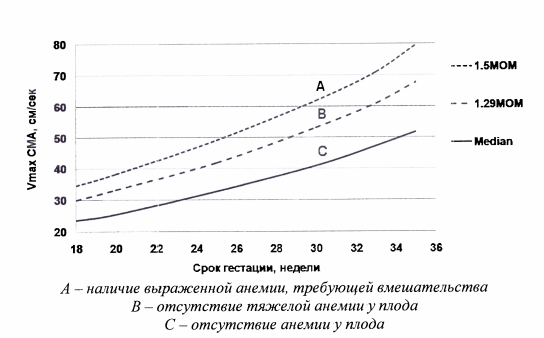 80
70
60
50
40
30
20
Vmax СМА, см/сек
A
B
C
1.5МОМ
1.29МОМ
Median
18 20 22 24 26 28 30 32 34 36
Срок гестации, недели
А – наличие выраженной анемии, требующей вмешательства
В – отсутствие тяжелой анемии у плода
С – отсутствие анемии у плода